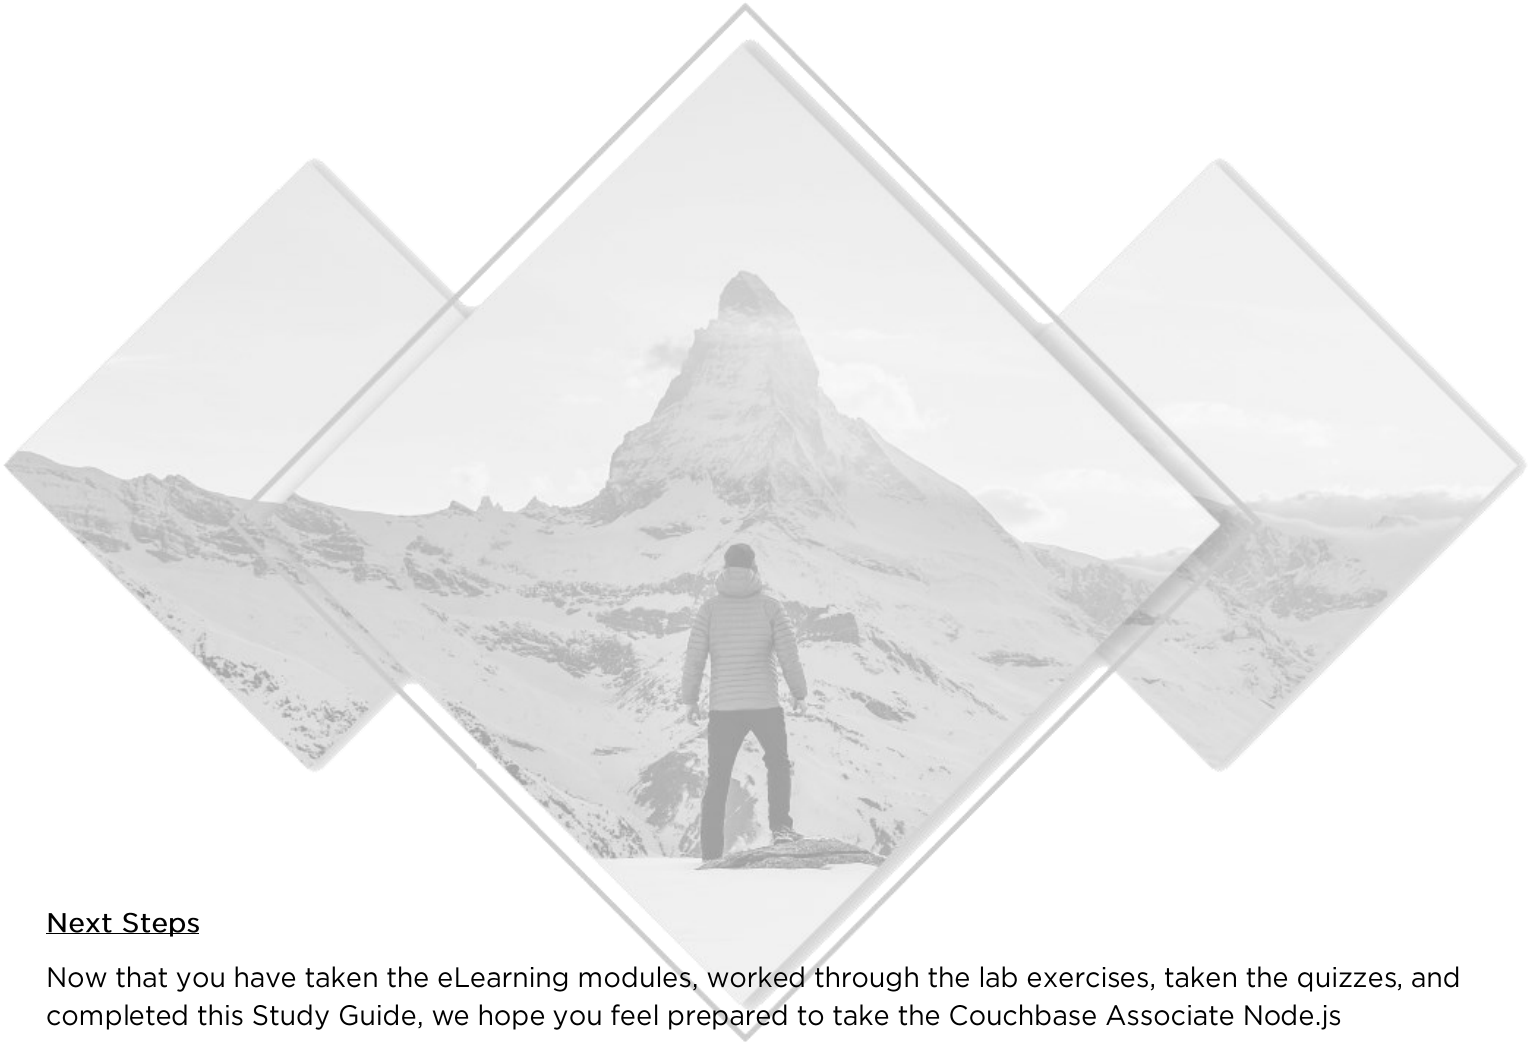 Next Steps
Now that you have taken the eLearning modules, worked through the lab exercises, taken the quizzes, and
completed this Study Guide, we hope you feel prepared to take the Couchbase Associate Node.js